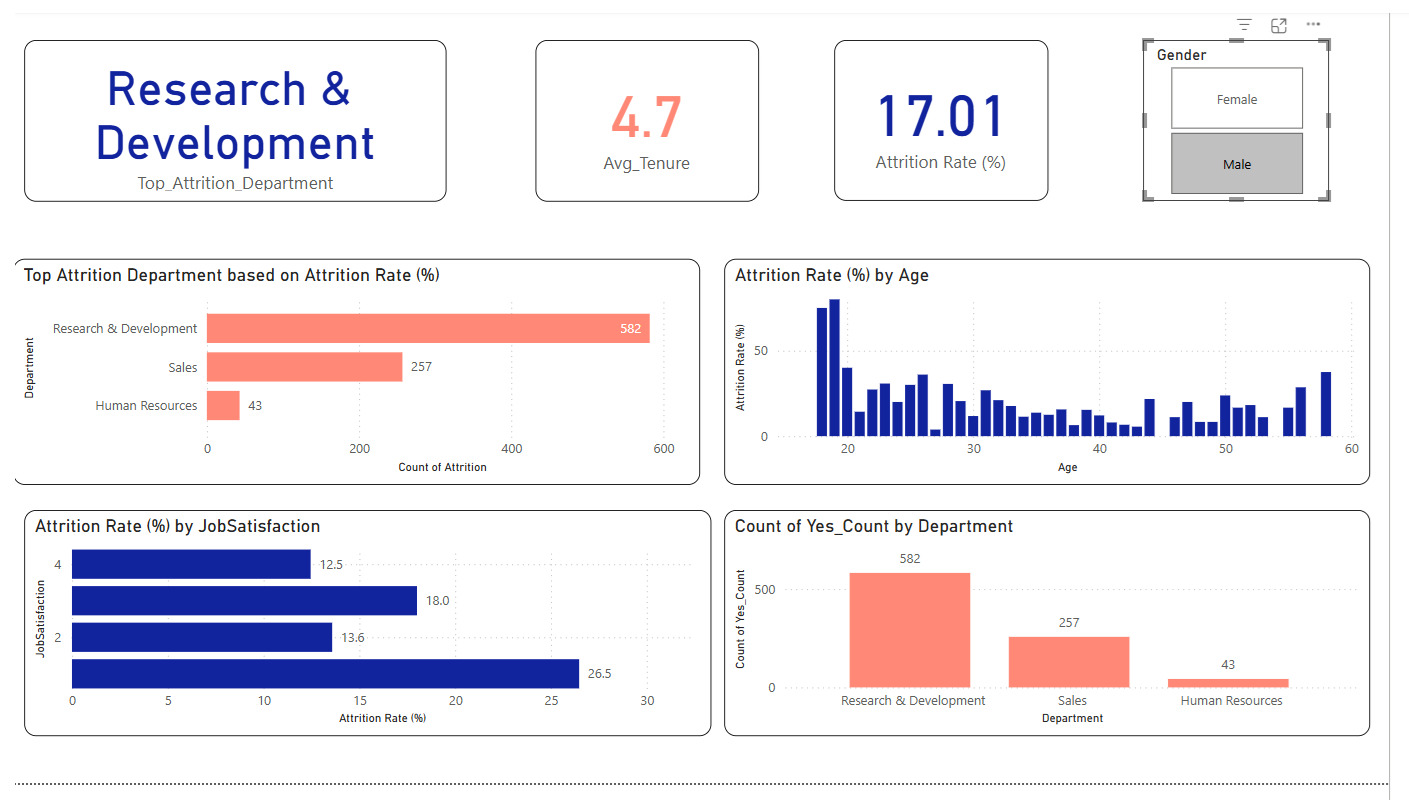 Research &
Development
Top_Attrition_Department
4.7
Avg_Tenure
17.01
Attrition Rate (%)
Gender
Female
Male
Top Attrition Department based on Attrition Rate (%)
Department
Research & Development
582
Sales
257
Human Resources
43
0 200 400 600
Count of Attrition
Attrition Rate (%) by Age
Attrition Rate (%)
50
0
20 30 40 50 60
Age
Attrition Rate (%) by JobSatisfaction
JobSatisfaction
4
12.5
18.0
2
13.6
26.5
0 5 10 15 20 25 30
Attrition Rate (%)
Count of Yes_Count by Department
Count of Yes_Count
500
0
582
257
43
Research & Development Sales Human Resources
Department